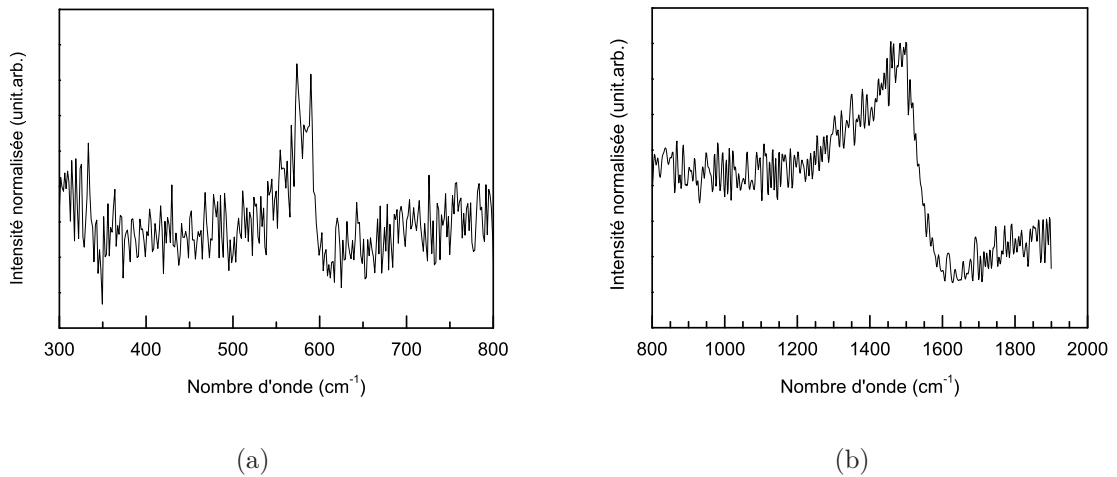 Intensité normalisée (unit.arb.)
300 400 500 600 700 800
Nombre d'onde (cm-1)
(a)
Intensité normalisée (unit.arb.)
800 1000 1200 1400 1600 1800 2000
Nombre d'onde (cm-1)
(b)